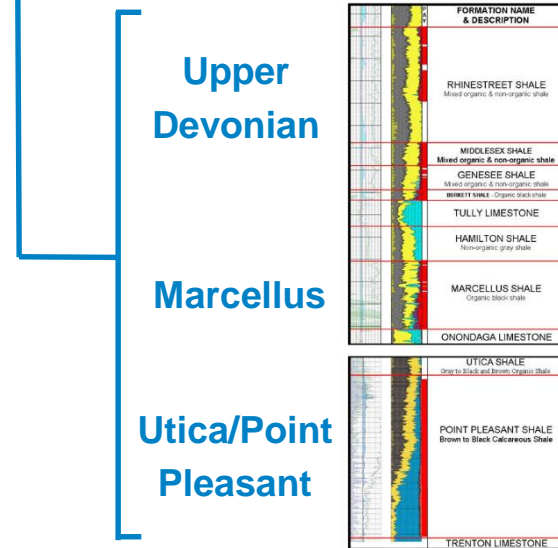 Upper
Devonian
Marcellus
Utica/Point
Pleasant
PAY
FORMATION NAME
& DESCRIPTION
RHINESTREET SHALE
Mixed organic & non-organic shale
MIDDLESEX SHALE
Mixed organic & non-organic shale
GENESEE SHALE
Mixed organic & non-organic shale
BURKETT SHALE - Organic black shale
TULLY LIMESTONE
HAMILTON SHALE
Non-organic gray shale
MARCELLUS SHALE
Organic black shale
ONONDAGA LIMESTONE
UTICA SHALE
Gray to Black and Brown Organic Shale
POINT PLEASANT SHALE
Brown to Black Calcareous Shale
TRENTON LIMESTONE